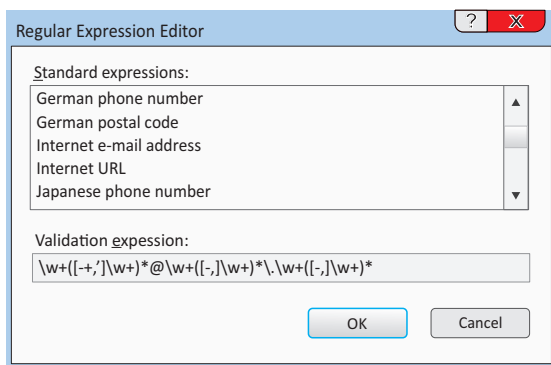 Regular Expression Editor
? X
Standard expressions:
German phone number
German postal code
Internet e-mail address
Internet URL
Japanese phone number
Validation expession:
\w+([-+,']\w+)*@\w+([-,]\w+)*\.\w+([-,]\w+)*
OK Cancel